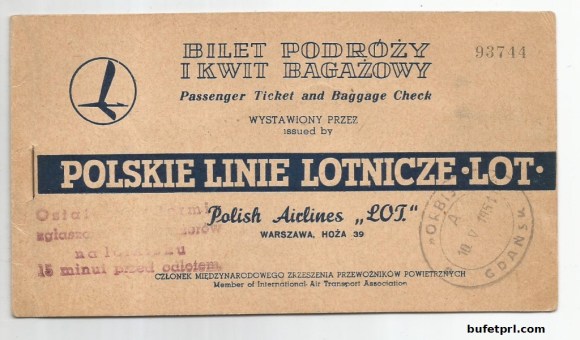 BILET PODRÓŻY
I KWIT BAGAŻOWY
93744
Passenger Ticket and Baggage Check
WYSTAWIONY PRZEZ
issued by
POLSKIE LINIE LOTNICZE ·LOT·
Polish Airlines „LOT."
WARSZAWA, HOŻA 39
na lotnisku
15 minut przed odlotem
"ORBIS
A
10 V
GDAŃSK
CZŁONEK MIĘDZYNARODOWEGO ZRZESZENIA PRZEWOŹNIKÓW POWIETRZNYCH
Member of International Air Transport Association
bufetprl.com